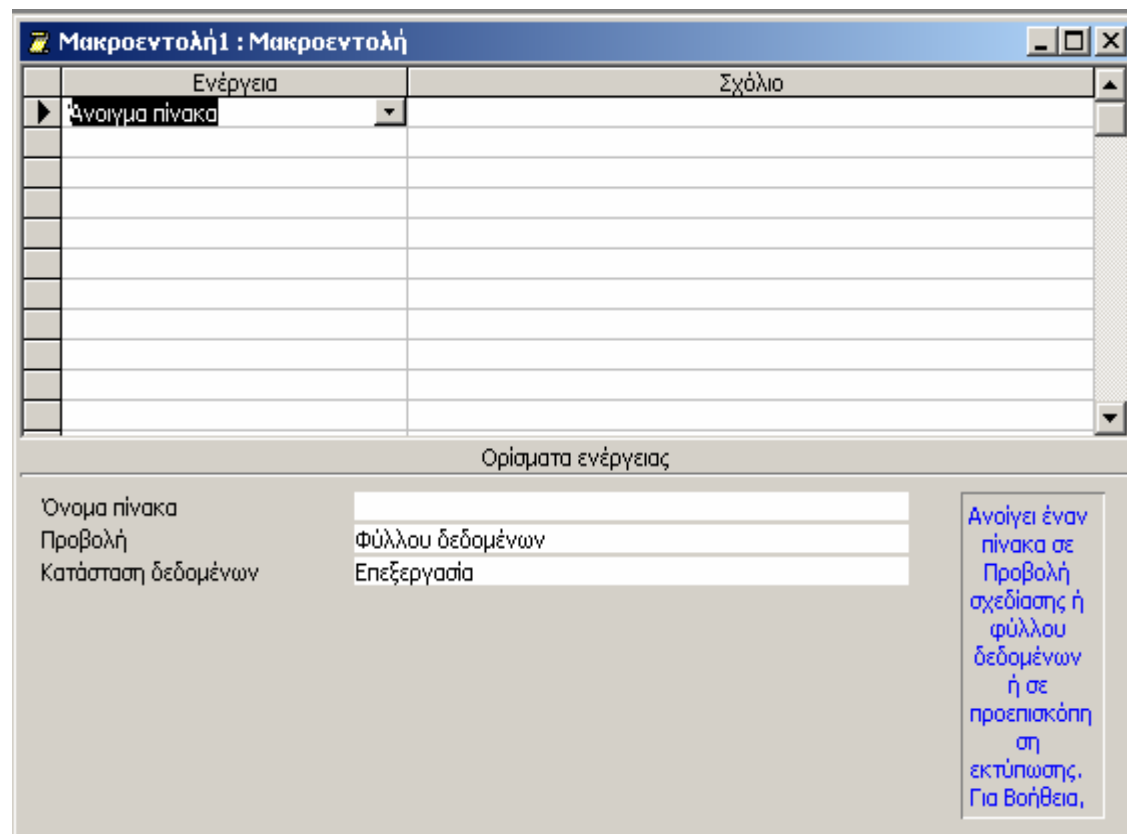 Μακροεντολή1 : Μακροεντολή
Ενέργεια Σχόλιο
Άνοιγμα πίνακα
Ορίσματα ενέργειας
Όνομα πίνακα
Προβολή Φύλλου δεδομένων
Κατάσταση δεδομένων Επεξεργασία
Ανοίγει έναν
πίνακα σε
Προβολή
σχεδίασης ή
φύλλου
δεδομένων
ή σε
προεπισκόπη
ση
εκτύπωσης.
Για Βοήθεια,